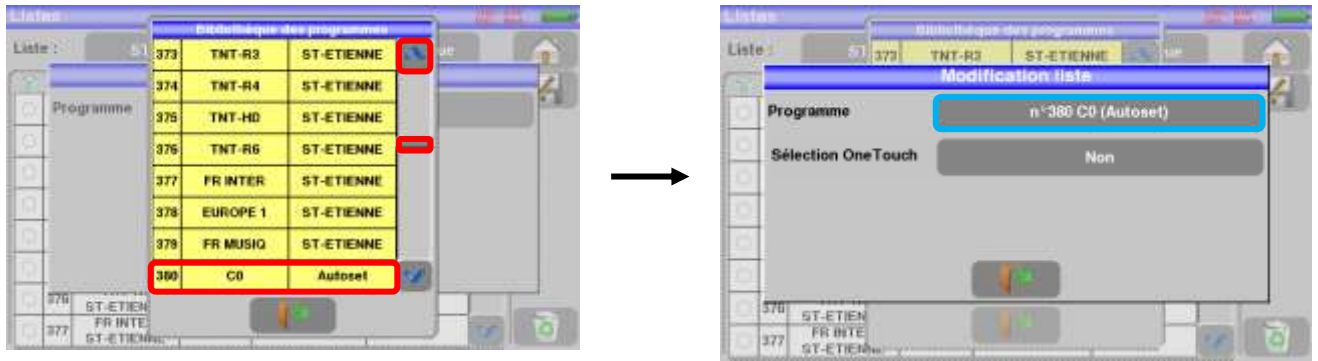 Listes
Bibliothèque des programmes
Liste :
51
373 TNT-R3 ST-ETIENNE
374 TNT-R4 ST-ETIENNE
Programme
375 TNT-HD ST-ETIENNE
376 TNT-R6 ST-ETIENNE
377 FR INTER ST-ETIENNE
378 EUROPE 1 ST-ETIENNE
379 FR MUSIQ ST-ETIENNE
380 C0 Autoset
376
ST-ETIEN
377 FR INTE
ST-ETIENNE
Listes
Bibliothèque des programmes
Liste :
51
373 TNT-R3 ST-ETIENNE
Modification liste
Programme n°380 C0 (Autoset)
Sélection OneTouch Non
376
ST-ETIEN
377 FR INTE
ST-ETIENNE